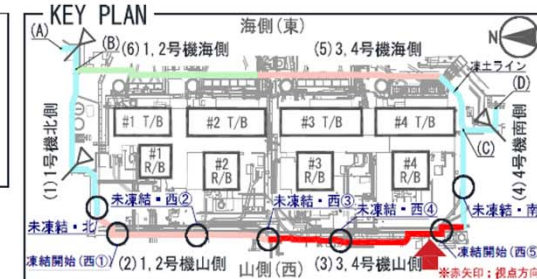 KEY PLAN
海側(東)
N
(A)
(B)
(6)1,2号機海側
(5)3,4号機海側
凍土ライン
(D)
(1)1号機北側
#1 T/B
#2 T/B
#3 T/B
#4 T/B
(C)
(4)4号機南側
#1
R/B
#2
R/B
#3
R/B
#4
R/B
未凍結・北
未凍結・西②
未凍結・西③
未凍結・西④
未凍結・南
凍結開始(西①)
(2)1,2号機山側
(3)3,4号機山側
凍結開始(西⑤)
山側(西)
※赤矢印:視点方向